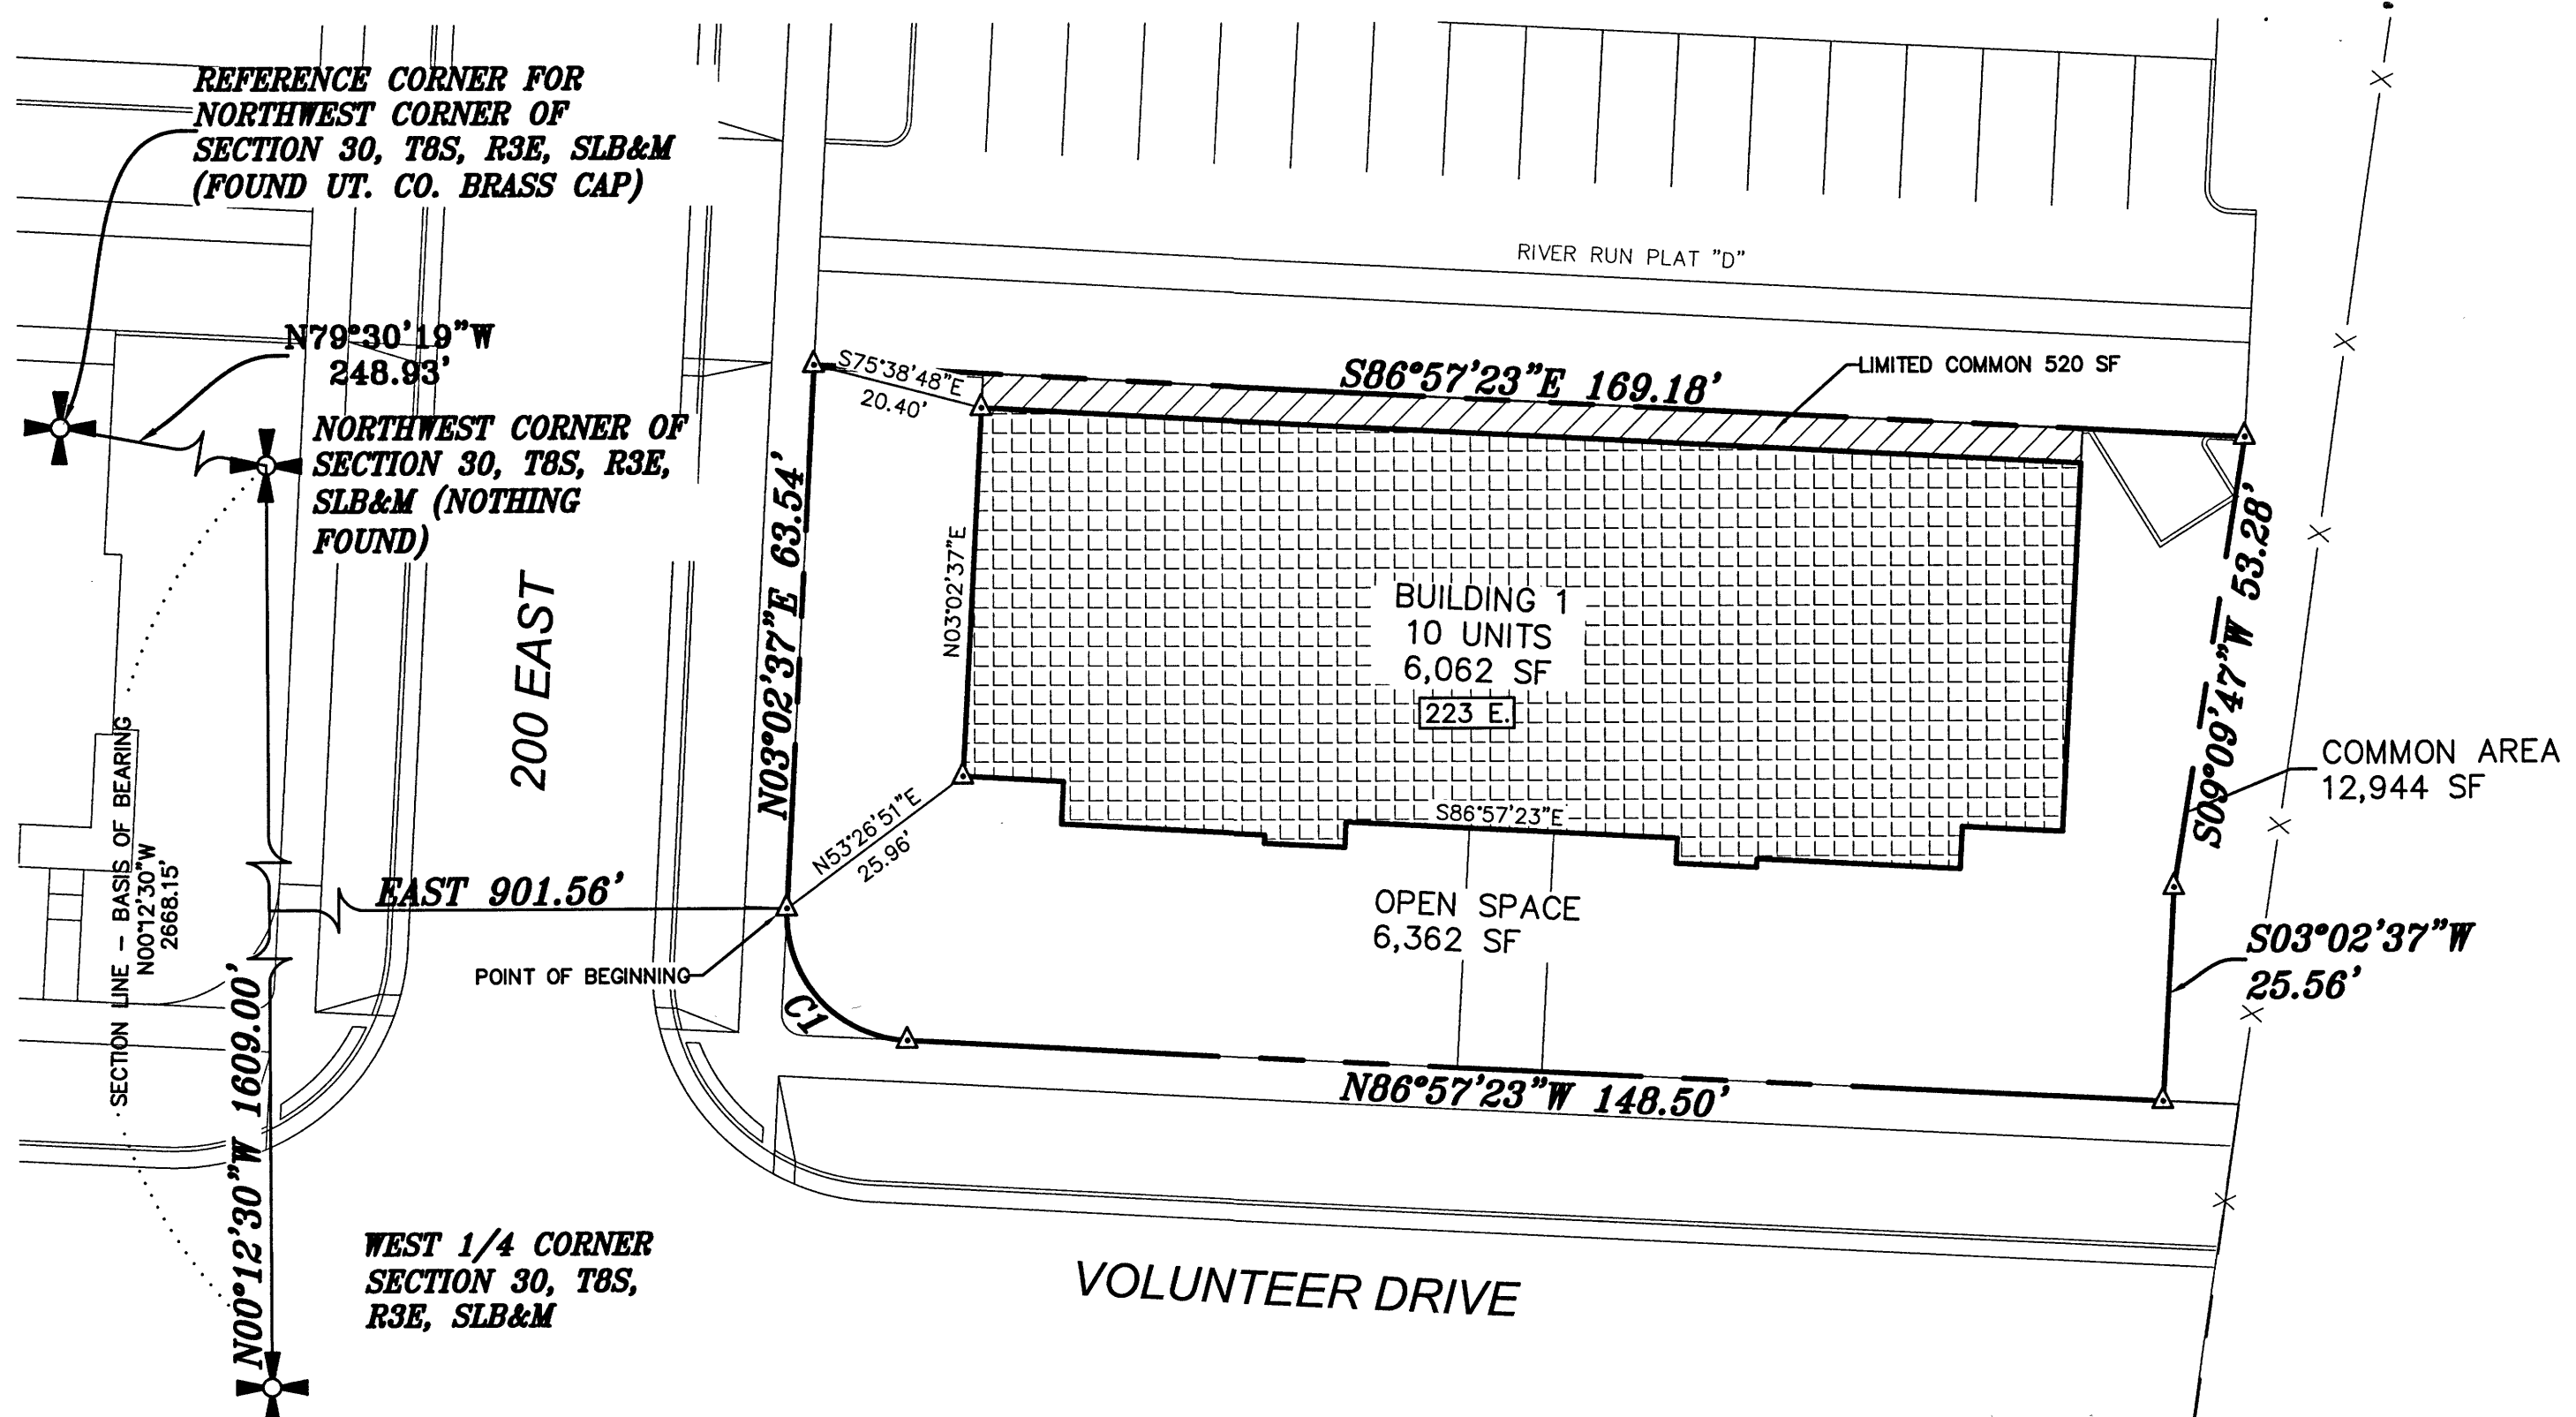 REFERENCE CORNER FOR
NORTHWEST CORNER OF
SECTION 30, T8S, R3E, SLB&M
(FOUND UT. CO. BRASS CAP)
RIVER RUN PLAT "D"
N79°30'19"W
248.93'
NORTHWEST CORNER OF
SECTION 30, T8S, R3E,
SLB&M (NOTHING
FOUND)
S75°38'48"E
20.40'
S86°57'23"E 169.18'
LIMITED COMMON 520 SF
N03°02'37"E 63.54'
N03°02'37"E
BUILDING 1
10 UNITS
6,062 SF
223 E.
S09°09'47"W 53.28'
COMMON AREA
12,944 SF
200 EAST
S86°57'23"E
N53°26'51"E
25.96'
EAST 901.56'
SECTION LINE - BASIS OF BEARING
N00°12'30"W
2668.15'
OPEN SPACE
6,362 SF
S03°02'37"W
25.56'
POINT OF BEGINNING
C1
N00°12'30"W 1609.00'
N86°57'23"W 148.50'
WEST 1/4 CORNER
SECTION 30, T8S,
R3E, SLB&M
VOLUNTEER DRIVE